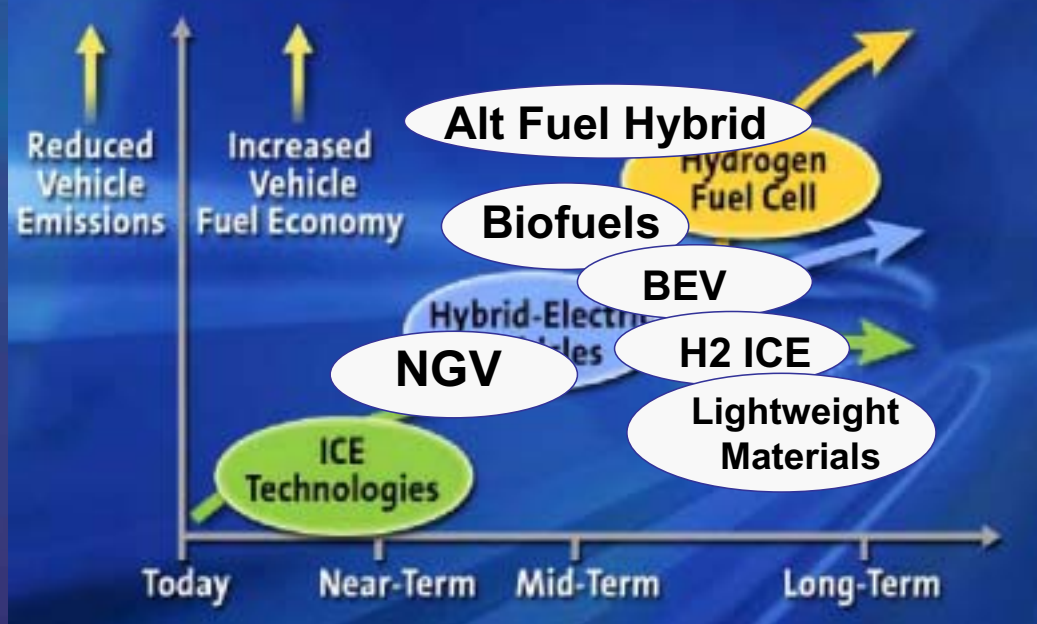 Reduced
Vehicle
Emissions
Increased
Vehicle
Fuel Economy
Alt Fuel Hybrid
Hydrogen
Fuel Cell
Biofuels
BEV
Hybrid-Electri
NGV
H2 ICE
Lightweight
Materials
ICE
Technologies
Today
Near-Term
Mid-Term
Long-Term